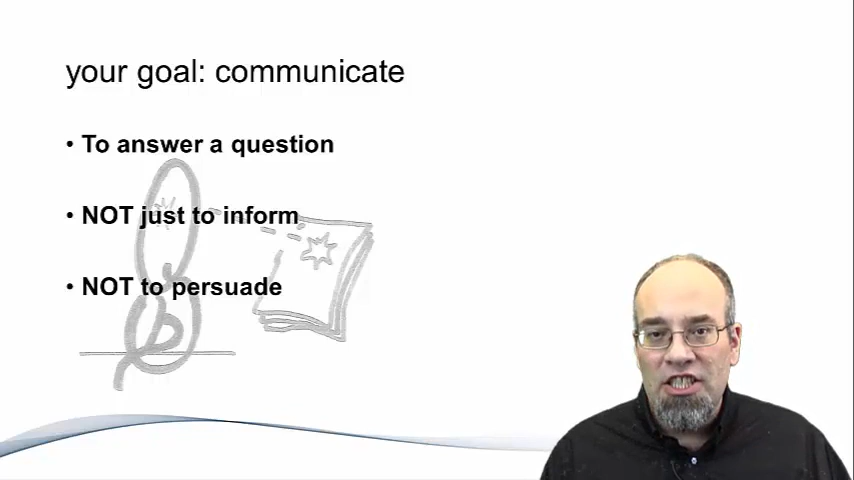 your goal: communicate
• To answer a question
• NOT just to inform
• NOT to persuade